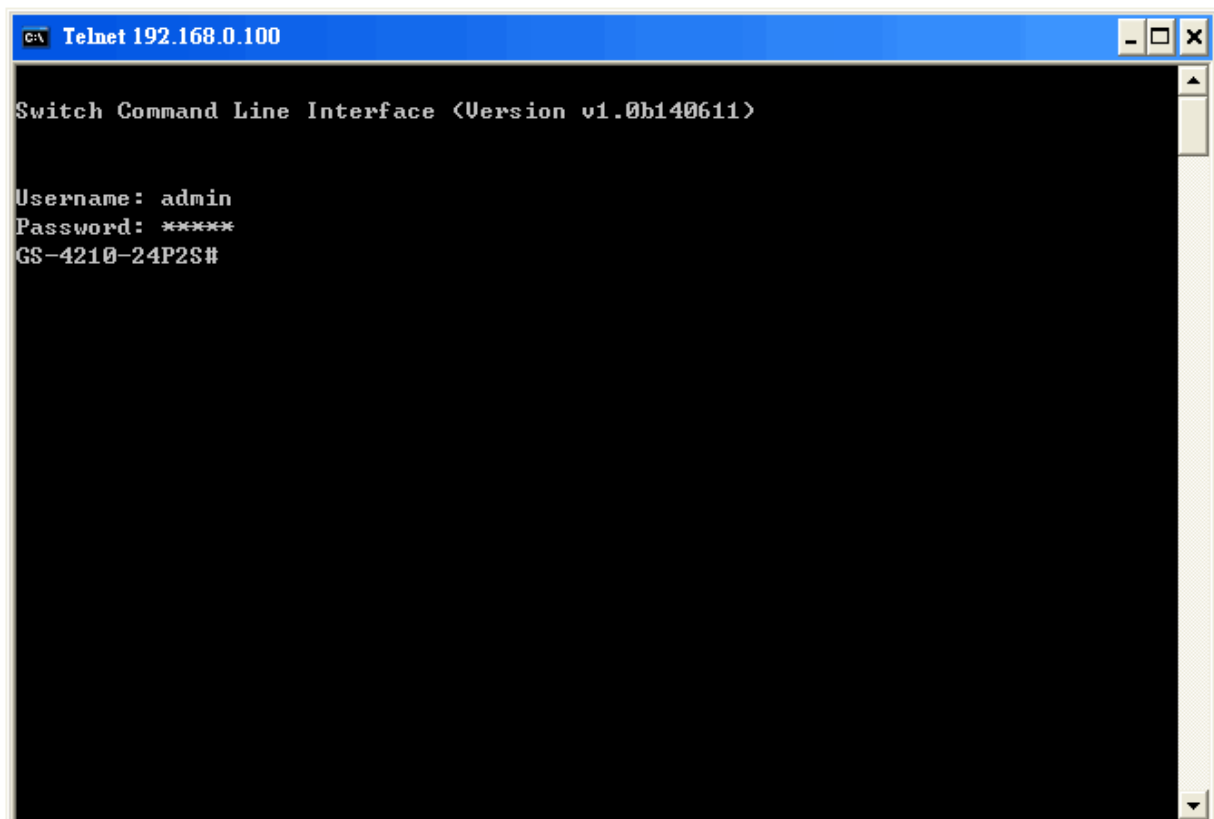 C:\ Telnet 192.168.0.100
Switch Command Line Interface (Version v1.0b140611)
Username: admin
Password: *****
GS-4210-24P2S#